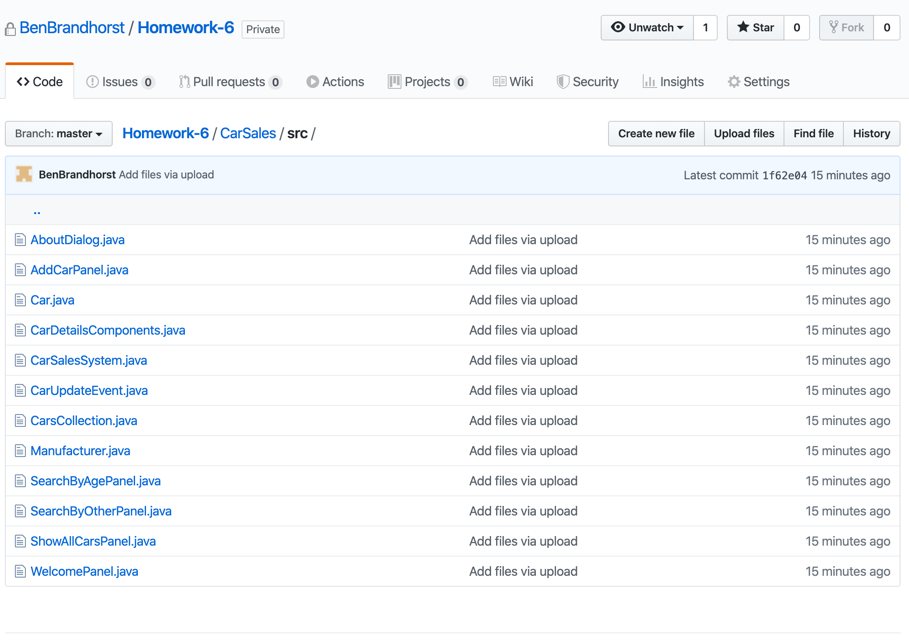 BenBrandhorst / Homework-6 Private Unwatch 1 Star 0 Fork 0
Code Issues 0 Pull requests 0 Actions Projects 0 Wiki Security Insights Settings
Branch: master Homework-6 / CarSales / src / Create new file Upload files Find file History
BenBrandhorst Add files via upload Latest commit 1f62e04 15 minutes ago
..
AboutDialog.java Add files via upload 15 minutes ago
AddCarPanel.java Add files via upload 15 minutes ago
Car.java Add files via upload 15 minutes ago
CarDetailsComponents.java Add files via upload 15 minutes ago
CarSalesSystem.java Add files via upload 15 minutes ago
CarUpdateEvent.java Add files via upload 15 minutes ago
CarsCollection.java Add files via upload 15 minutes ago
Manufacturer.java Add files via upload 15 minutes ago
SearchByAgePanel.java Add files via upload 15 minutes ago
SearchByOtherPanel.java Add files via upload 15 minutes ago
ShowAllCarsPanel.java Add files via upload 15 minutes ago
WelcomePanel.java Add files via upload 15 minutes ago